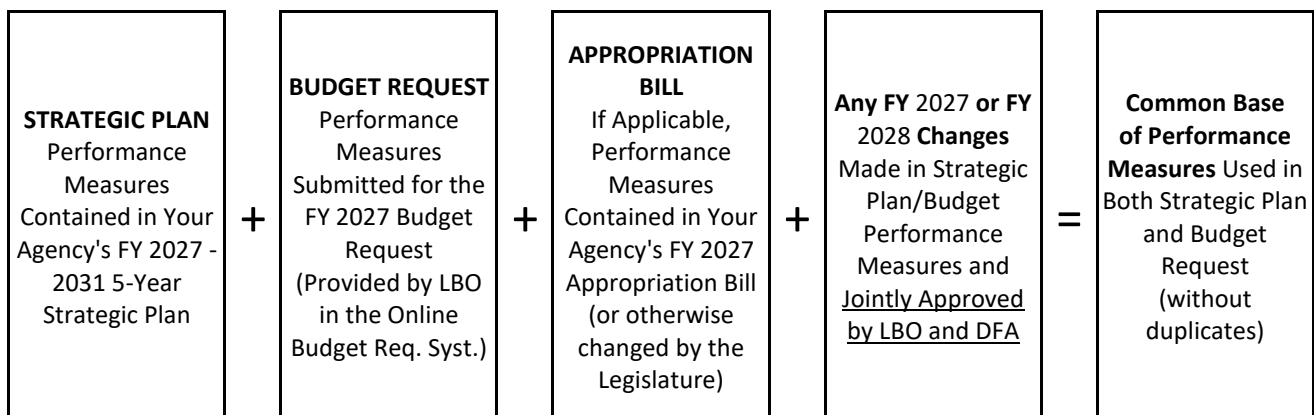 STRATEGIC PLAN
Performance
Measures
Contained in Your
Agency's FY 2027 -
2031 5-Year
Strategic Plan
+
BUDGET REQUEST
Performance
Measures
Submitted for the
FY 2027 Budget
Request
(Provided by LBO
in the Online
Budget Req. Syst.)
+
APPROPRIATION
BILL
If Applicable,
Performance
Measures
Contained in Your
Agency's FY 2027
Appropriation Bill
(or otherwise
changed by the
Legislature)
+
Any FY 2027 or FY
2028 Changes
Made in Strategic
Plan/Budget
Performance
Measures and
Jointly Approved
by LBO and DFA
=
Common Base
of Performance
Measures Used in
Both Strategic Plan
and Budget
Request
(without
duplicates)